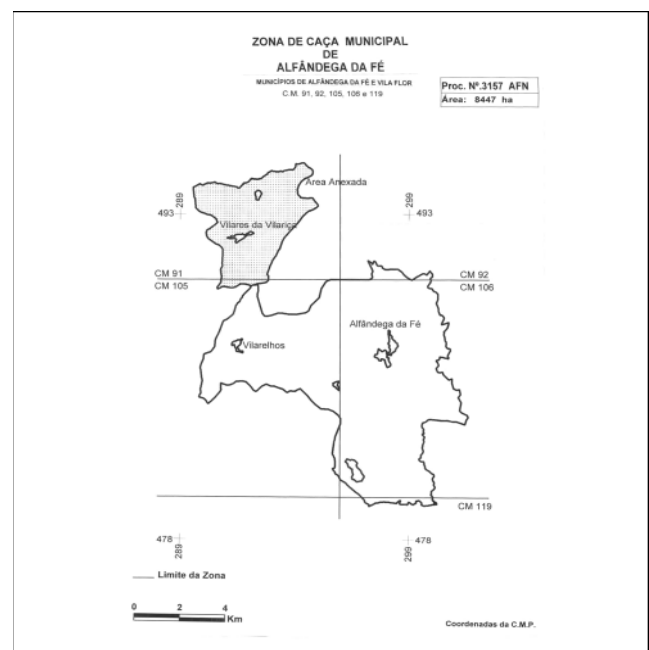 ZONA DE CAÇA MUNICIPAL
DE
ALFÂNDEGA DA FÉ
MUNICÍPIOS DE ALFÂNDEGA DA FÉ E VILA FLOR
C.M. 91, 92, 105, 106 e 119
Proc. Nº.3157 AFN
Área: 8447 ha
Área Anexada
289
299
493
493
Vilares da Vilariça
CM 91
CM 92
CM 105
CM 106
Alfândega da Fé
Vilarelhos
CM 119
478
478
289
299
Limite da Zona
0 2 4
Km
Coordenadas da C.M.P.